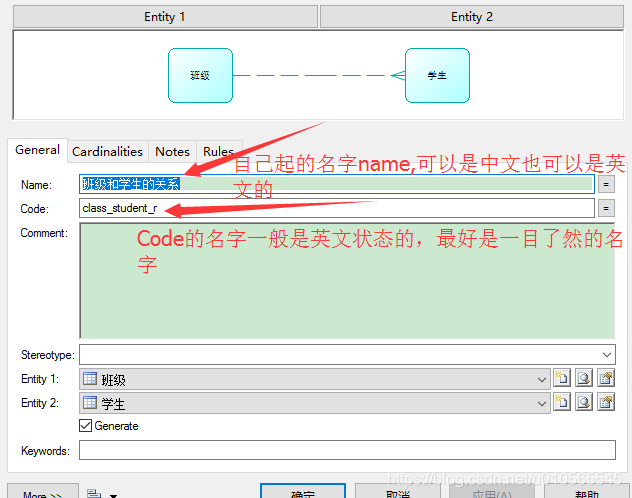 Entity 1 Entity 2
班级 学生
General Cardinalities Notes Rules
自己起的名字name,可以是中文也可以是英
文的
Name: 班级和学生的关系 =
Code: class_student_r =
Comment:
Code的名字一般是英文状态的，最好是一目了然的名
字
Stereotype:
Entity 1: 班级
Entity 2: 学生
Generate
Keywords:
More >> 确定 取消 应用(A) 帮助
https://blog.csdn.net/u010565545